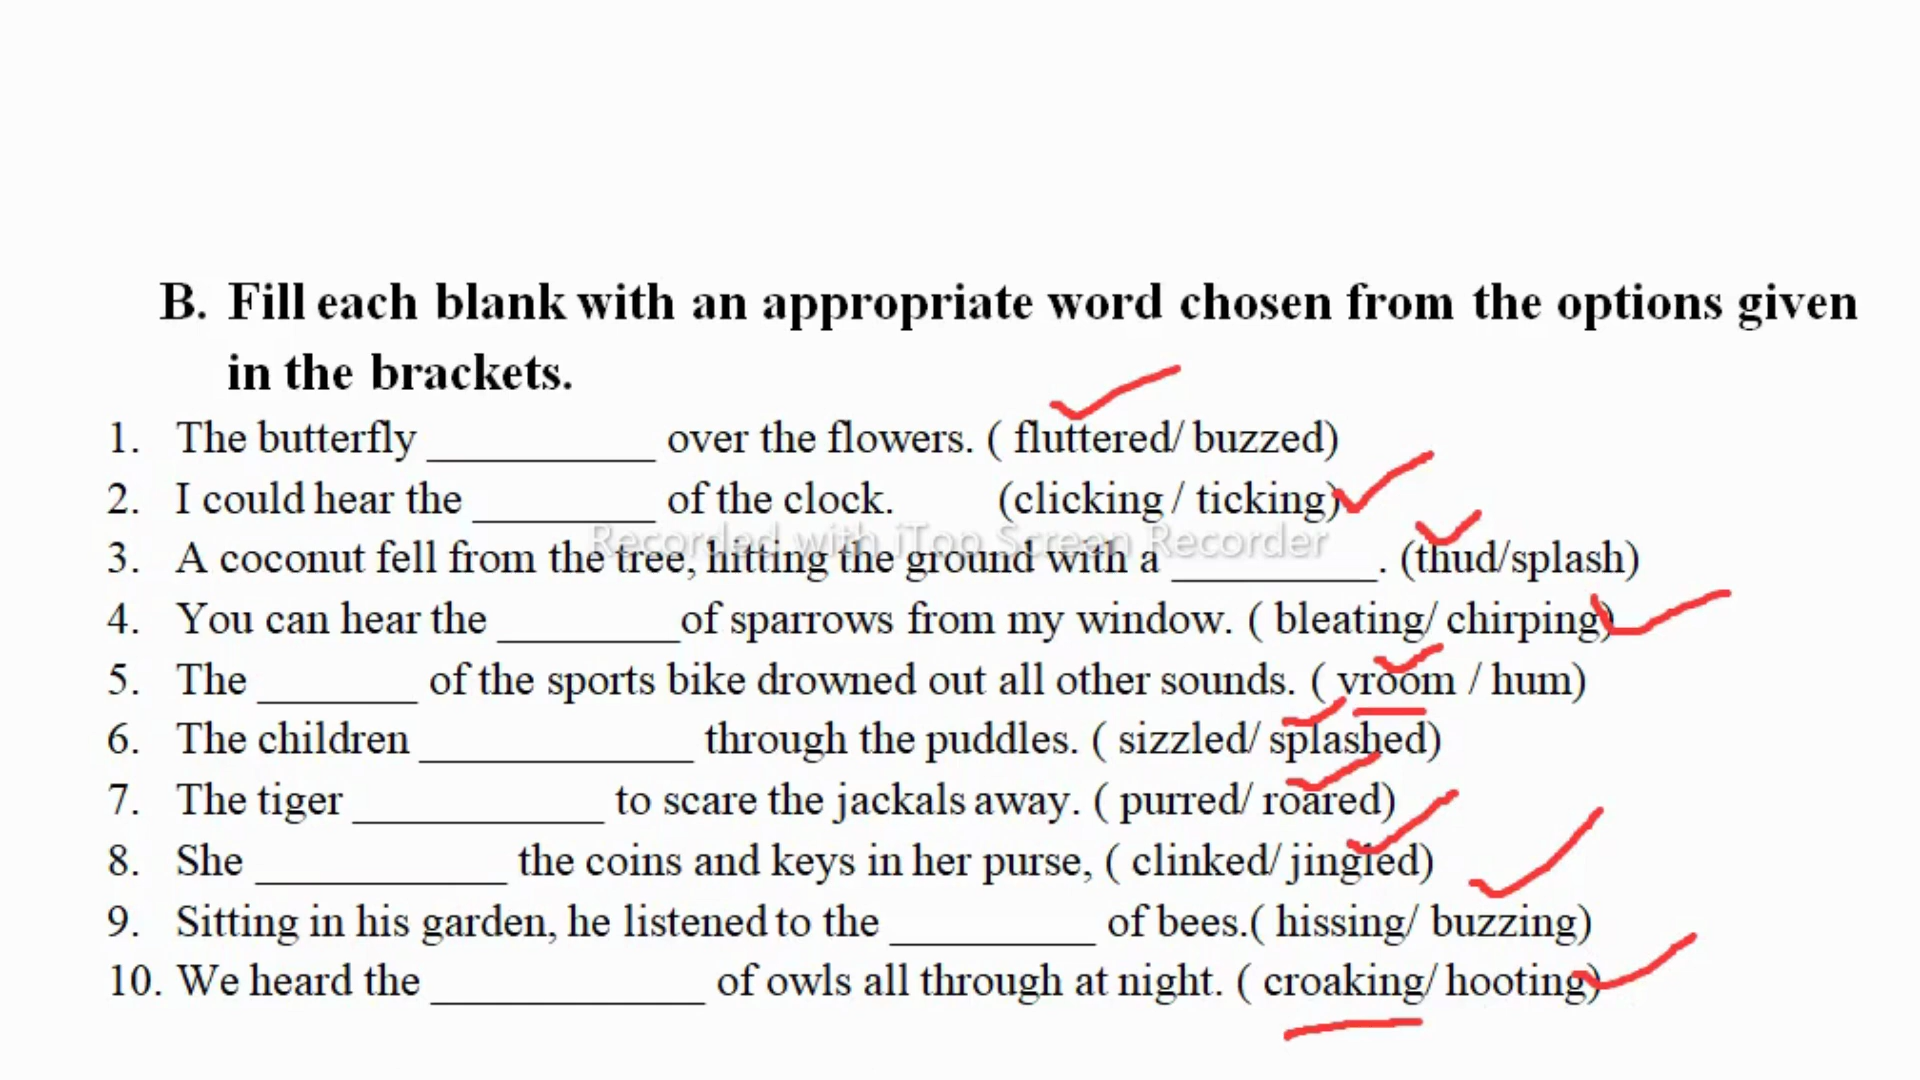 B. Fill each blank with an appropriate word chosen from the options given
in the brackets.
1. The butterfly __________ over the flowers. ( fluttered/ buzzed)
2. I could hear the ________ of the clock. (clicking / ticking)
Recorded with iTop Screen Recorder
3. A coconut fell from the tree, hitting the ground with a _________. (thud/splash)
4. You can hear the ________of sparrows from my window. ( bleating/ chirping)
5. The _______ of the sports bike drowned out all other sounds. ( vroom / hum)
6. The children ____________ through the puddles. ( sizzled/ splashed)
7. The tiger ___________ to scare the jackals away. ( purred/ roared)
8. She ___________ the coins and keys in her purse, ( clinked/ jingled)
9. Sitting in his garden, he listened to the _________ of bees.( hissing/ buzzing)
10. We heard the ____________ of owls all through at night. ( croaking/ hooting)